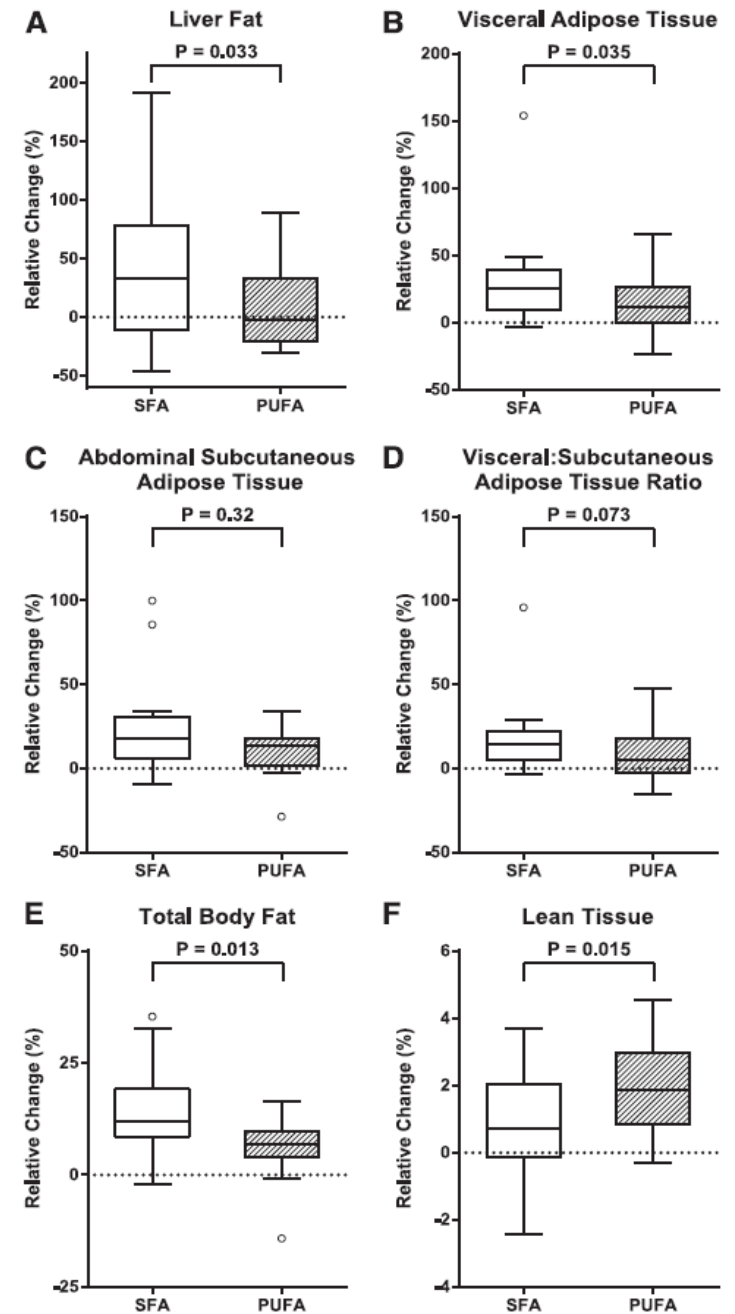 A
Liver Fat
P = 0.033
Relative Change (%)
200
150
100
50
0
-50
SFA
PUFA
B
Visceral Adipose Tissue
P = 0.035
Relative Change (%)
200
150
100
50
0
-50
SFA
PUFA
C
Abdominal Subcutaneous
Adipose Tissue
P = 0.32
Relative Change (%)
150
100
50
0
-50
SFA
PUFA
D
Visceral:Subcutaneous
Adipose Tissue Ratio
P = 0.073
Relative Change (%)
150
100
50
0
-50
SFA
PUFA
E
Total Body Fat
P = 0.013
Relative Change (%)
50
25
0
-25
SFA
PUFA
F
Lean Tissue
P = 0.015
Relative Change (%)
6
4
2
0
-2
-4
SFA
PUFA